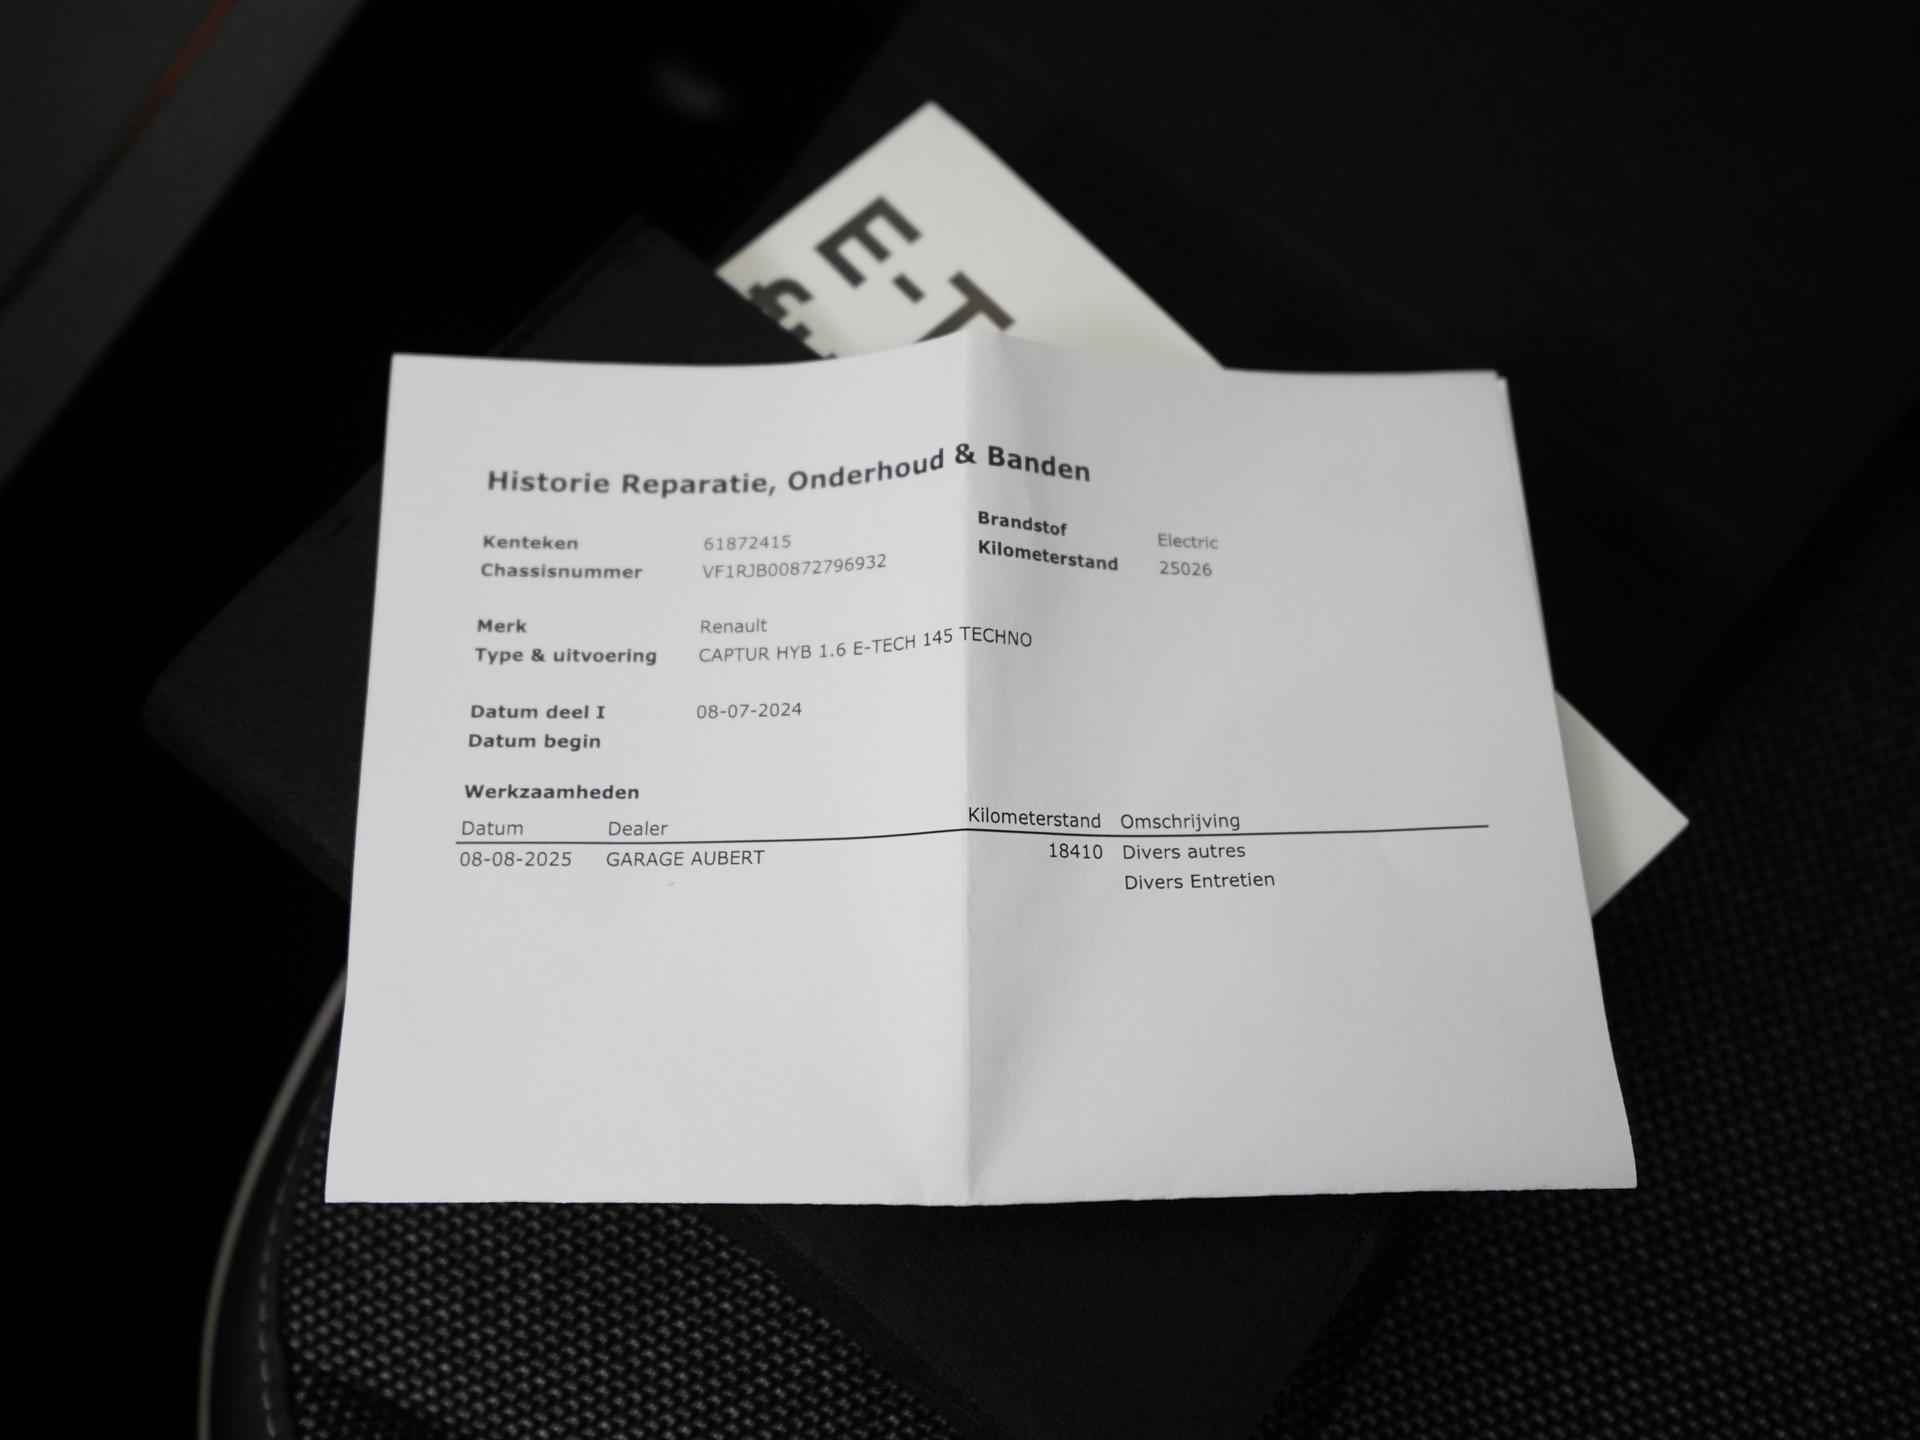 E-T
Historie Reparatie, Onderhoud & Banden
Kenteken 61872415 Brandstof Electric
Chassisnummer VF1RJB00872796932 Kilometerstand 25026
Merk Renault
Type & uitvoering CAPTUR HYB 1.6 E-TECH 145 TECHNO
Datum deel I 08-07-2024
Datum begin
Werkzaamheden
Datum Dealer Kilometerstand Omschrijving
08-08-2025 GARAGE AUBERT 18410 Divers autres
Divers Entretien